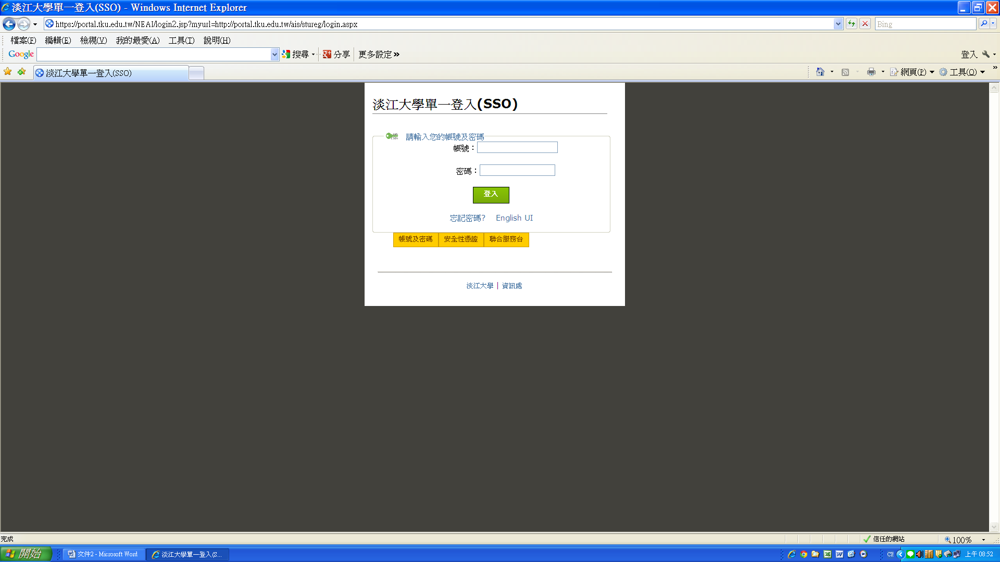 淡江大學單一登入(SSO) - Windows Internet Explorer
https://portal.tku.edu.tw/NEAI/login2.jsp?myurl=http://portal.tku.edu.tw/ais/stureg/login.aspx
Bing
檔案(F) 編輯(E) 檢視(V) 我的最愛(A) 工具(T) 說明(H)
Google 搜尋 分享 更多設定 » 登入
淡江大學單一登入(SSO) 網頁(P) 工具(O) »
淡江大學單一登入(SSO)
請輸入您的帳號及密碼
帳號：
密碼：
登入
忘記密碼? English UI
帳號及密碼 安全性憑證 聯合服務台
淡江大學 | 資訊處
完成 信任的網站 100%
開始 文件2 - Microsoft Word 淡江大學單一登入(S... CH 上午 08:52